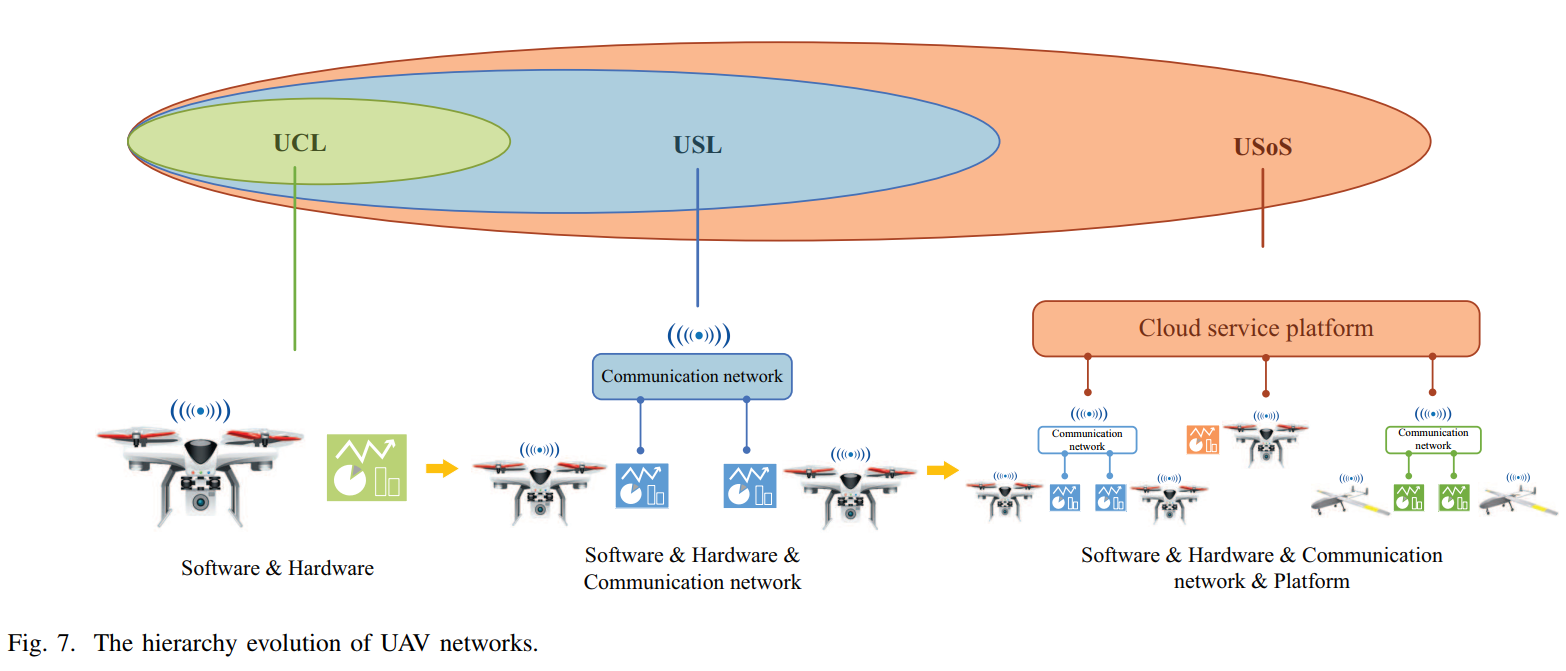 UCL
USL
USoS
Cloud service platform
Communication network
Communication
network
Communication
network
Software & Hardware
Software & Hardware &
Communication network
Software & Hardware & Communication
network & Platform
Fig. 7. The hierarchy evolution of UAV networks.